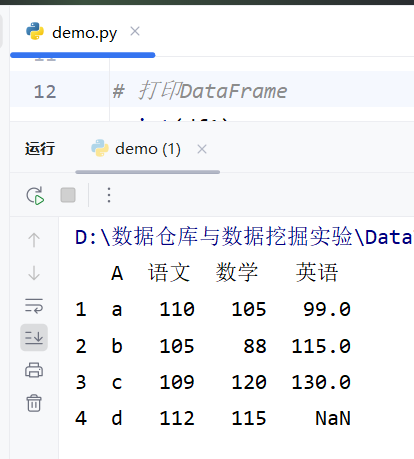 demo.py
12 # 打印DataFrame
运行 demo (1)
D:\数据仓库与数据挖掘实验\Data
A 语文 数学 英语
1 a 110 105 99.0
2 b 105 88 115.0
3 c 109 120 130.0
4 d 112 115 NaN